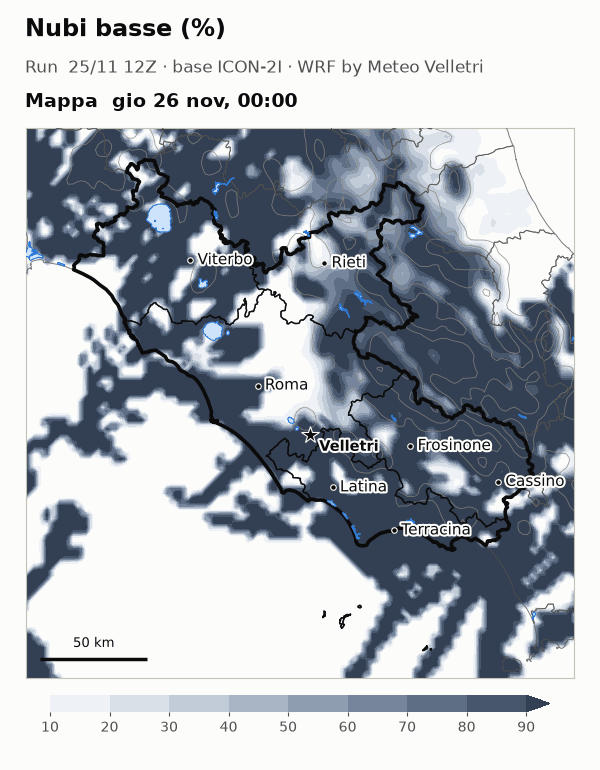 Nubi basse (%)
Run  25/11 12Z · base ICON-2I · WRF by Meteo Velletri
Mappa  gio 26 nov, 00:00
Viterbo
Rieti
Roma
Velletri
Frosinone
Latina
Cassino
Terracina
50 km
10 20 30 40 50 60 70 80 90